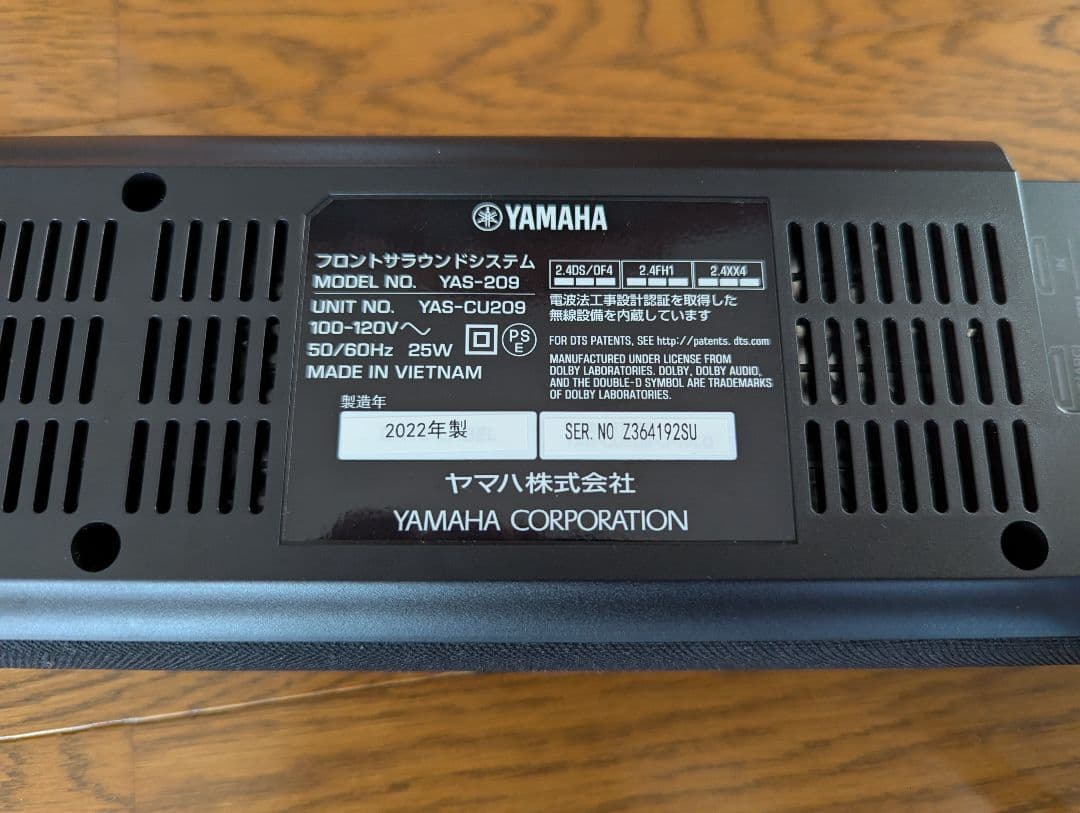 YAMAHA
フロントサラウンドシステム
MODEL NO. YAS-209
UNIT NO. YAS-CU209
100-120V～
50/60Hz 25W
PS
E
MADE IN VIETNAM
2.4DS/OF4 2.4FH1 2.4XX4
電波法工事設計認証を取得した
無線設備を内蔵しています
FOR DTS PATENTS, SEE http://patents.dts.com
MANUFACTURED UNDER LICENSE FROM
DOLBY LABORATORIES. DOLBY, DOLBY AUDIO,
AND THE DOUBLE-D SYMBOL ARE TRADEMARKS
OF DOLBY LABORATORIES.
製造年
2022年製
SER. NO Z364192SU
ヤマハ株式会社
YAMAHA CORPORATION